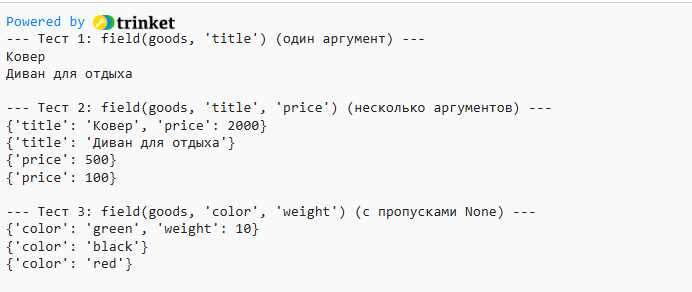 Powered by trinket
--- Тест 1: field(goods, 'title') (один аргумент) ---
Ковер
Диван для отдыха
--- Тест 2: field(goods, 'title', 'price') (несколько аргументов) ---
{'title': 'Ковер', 'price': 2000}
{'title': 'Диван для отдыха'}
{'price': 500}
{'price': 100}
--- Тест 3: field(goods, 'color', 'weight') (с пропусками None) ---
{'color': 'green', 'weight': 10}
{'color': 'black'}
{'color': 'red'}